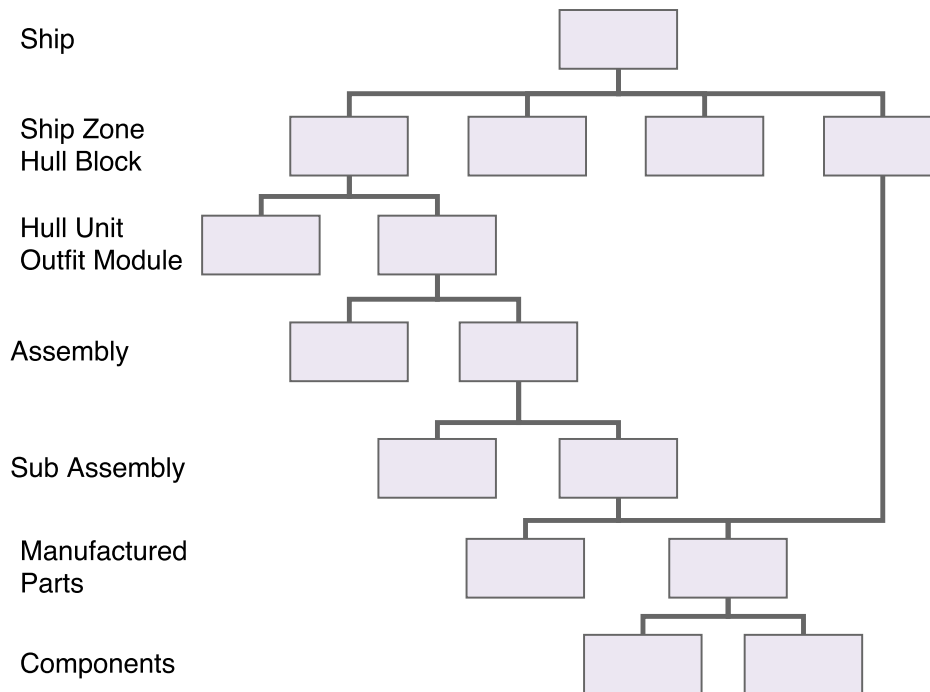 Ship
Ship Zone
Hull Block
Hull Unit
Outfit Module
Assembly
Sub Assembly
Manufactured
Parts
Components